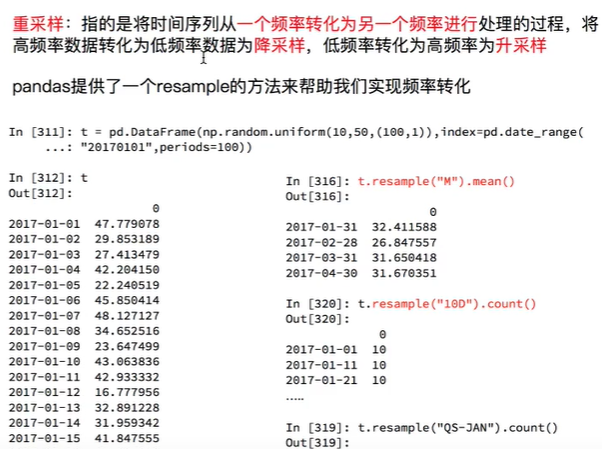 重采样：指的是将时间序列从一个频率转化为另一个频率进行处理的过程，将
高频率数据转化为低频率数据为降采样，低频率转化为高频率为升采样
pandas提供了一个resample的方法来帮助我们实现频率转化
In [311]: t = pd.DataFrame(np.random.uniform(10,50,(100,1)),index=pd.date_range(
...: "20170101",periods=100))
In [312]: t
Out[312]:
0
2017-01-01 47.779078
2017-01-02 29.853189
2017-01-03 27.413479
2017-01-04 42.204150
2017-01-05 22.240519
2017-01-06 45.850414
2017-01-07 48.127127
2017-01-08 34.652516
2017-01-09 23.647499
2017-01-10 43.063836
2017-01-11 42.933332
2017-01-12 16.777956
2017-01-13 32.891228
2017-01-14 31.959342
2017-01-15 41.847555
In [316]: t.resample("M").mean()
Out[316]:
0
2017-01-31 32.411588
2017-02-28 26.847557
2017-03-31 31.650418
2017-04-30 31.670351
In [320]: t.resample("10D").count()
Out[320]:
0
2017-01-01 10
2017-01-11 10
2017-01-21 10
.....
In [319]: t.resample("QS-JAN").count()
Out[319]: